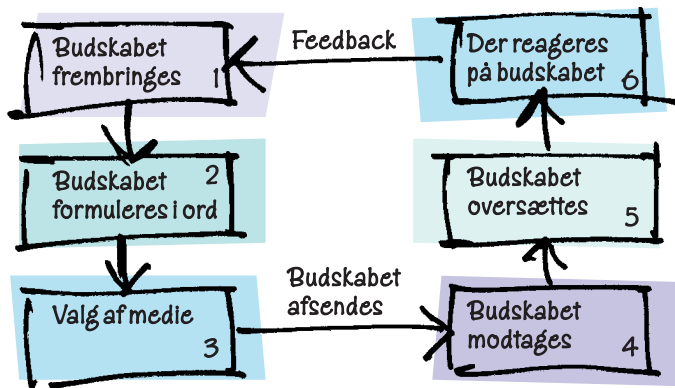 Budskabet
frembringes
1
2
Budskabet
formuleres i ord
Valg af medie
3
Budskabet
afsendes
Budskabet
modtages
4
Budskabet
oversættes
5
Der reageres
på budskabet
6
Feedback